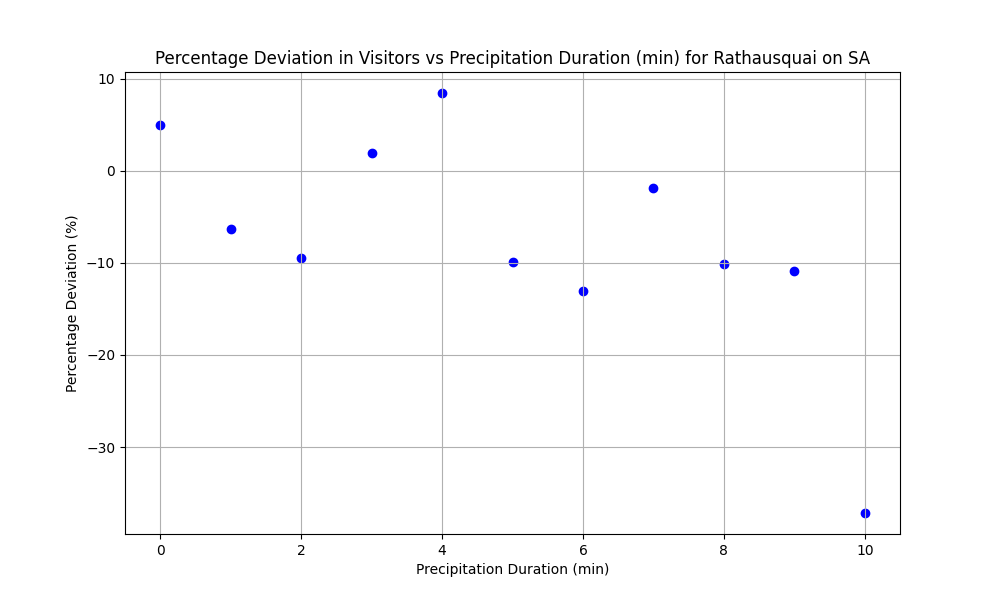 Percentage Deviation in Visitors vs Precipitation Duration (min) for Rathausquai on SA
Percentage Deviation (%)
10
0
−10
−20
−30
0 2 4 6 8 10
Precipitation Duration (min)